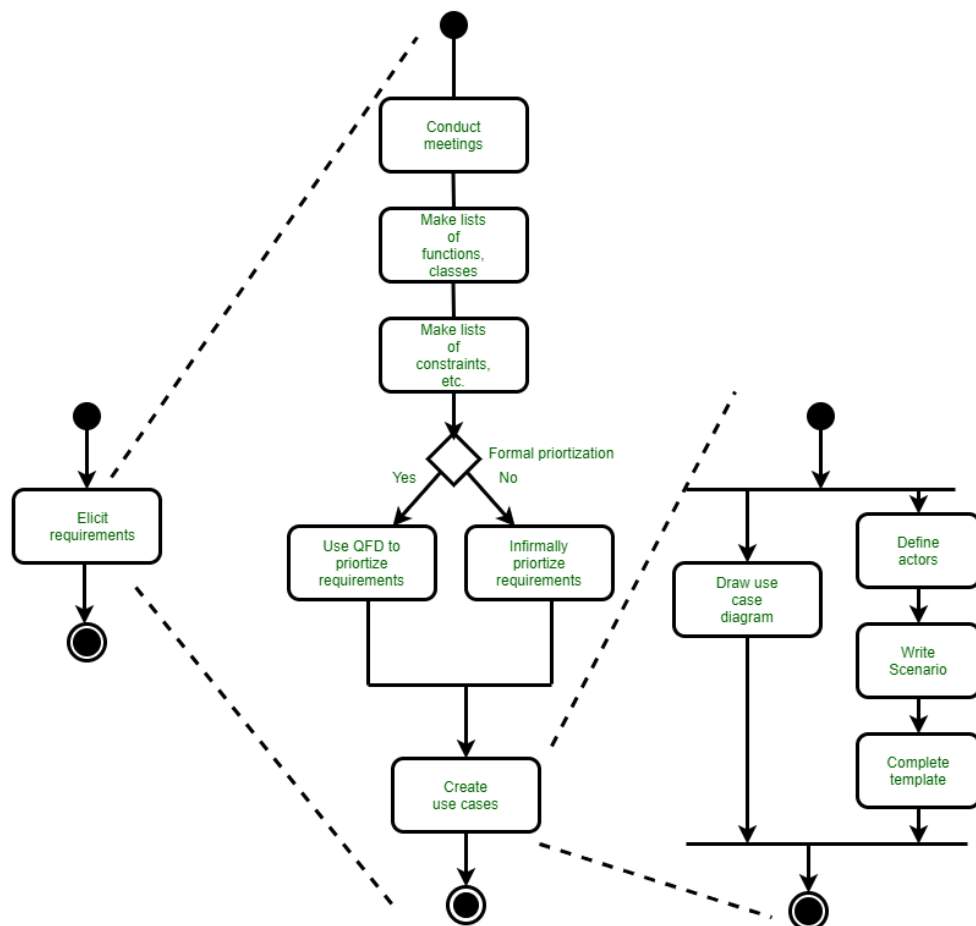 Conduct
meetings
Make lists
of
functions,
classes
Make lists
of
constraints,
etc.
Formal priortization
Yes
No
Elicit
requirements
Use QFD to
priortize
requirements
Infirmally
priortize
requirements
Create
use cases
Draw use
case
diagram
Define
actors
Write
Scenario
Complete
template